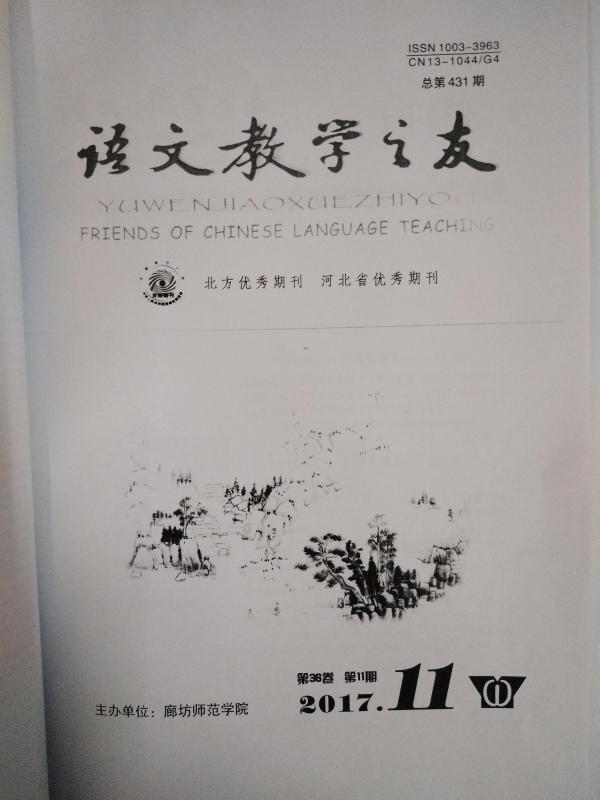 ISSN 1003-3963
CN13-1044/G4
总第431期
语文教学之友
YUWENJIAOXUEZHIYOU
FRIENDS OF CHINESE LANGUAGE TEACHING
北方优秀期刊 河北省优秀期刊
第36卷 第11期
主办单位：廊坊师范学院
2017.11